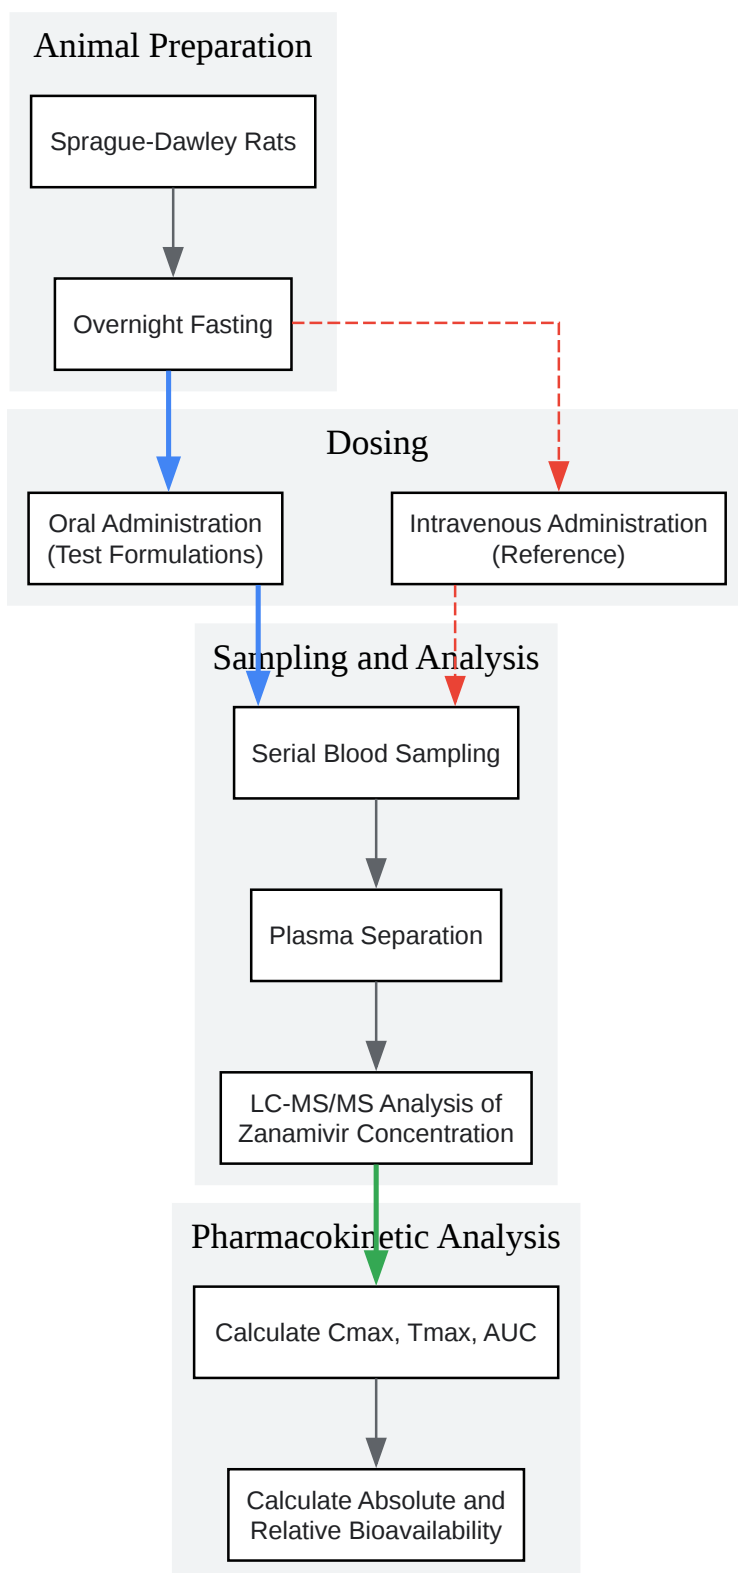 Animal Preparation
Sprague-Dawley Rats
Overnight Fasting
Dosing
Oral Administration
(Test Formulations)
Intravenous Administration
(Reference)
Sampling and Analysis
Serial Blood Sampling
Plasma Separation
LC-MS/MS Analysis of
Zanamivir Concentration
Pharmacokinetic Analysis
Calculate Cmax, Tmax, AUC
Calculate Absolute and
Relative Bioavailability